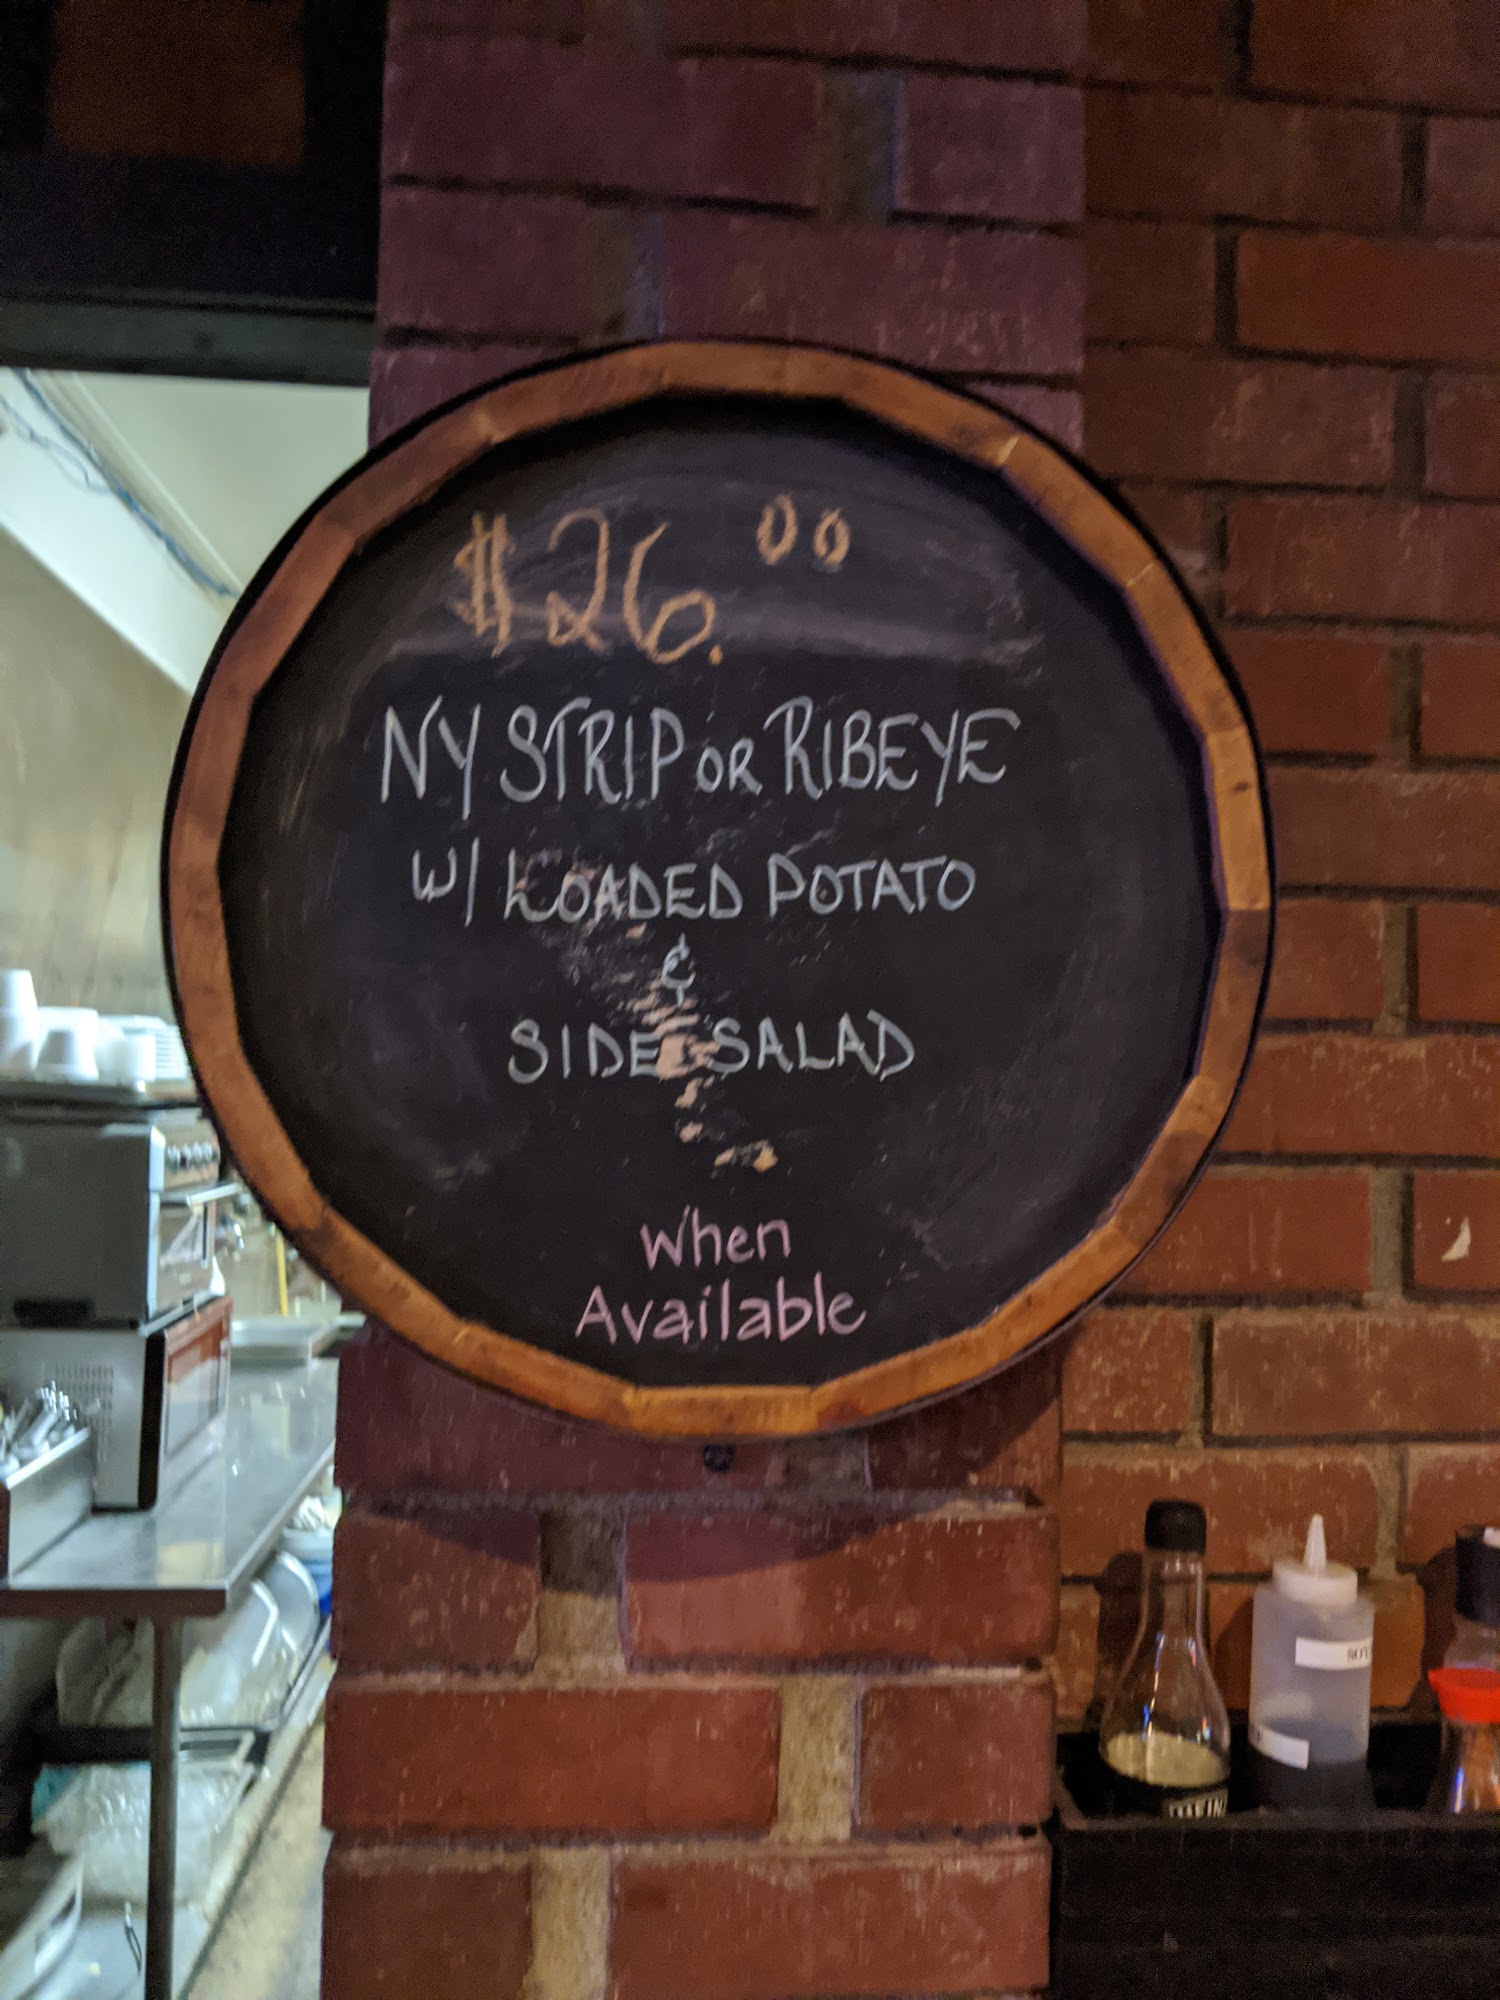 $26.00
NY STRIP OR RIBEYE
W/ LOADED POTATO
&
SIDE SALAD
When
Available